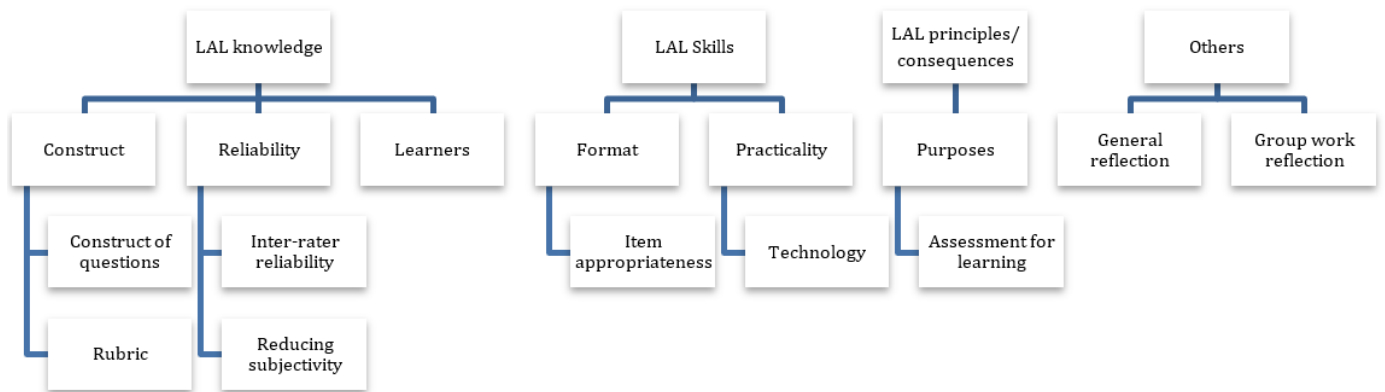 LAL knowledge
LAL Skills
LAL principles/
consequences
Others
Construct
Reliability
Learners
Format
Practicality
Purposes
General
reflection
Group work
reflection
Construct of
questions
Inter-rater
reliability
Item
appropriateness
Technology
Assessment for
learning
Rubric
Reducing
subjectivity